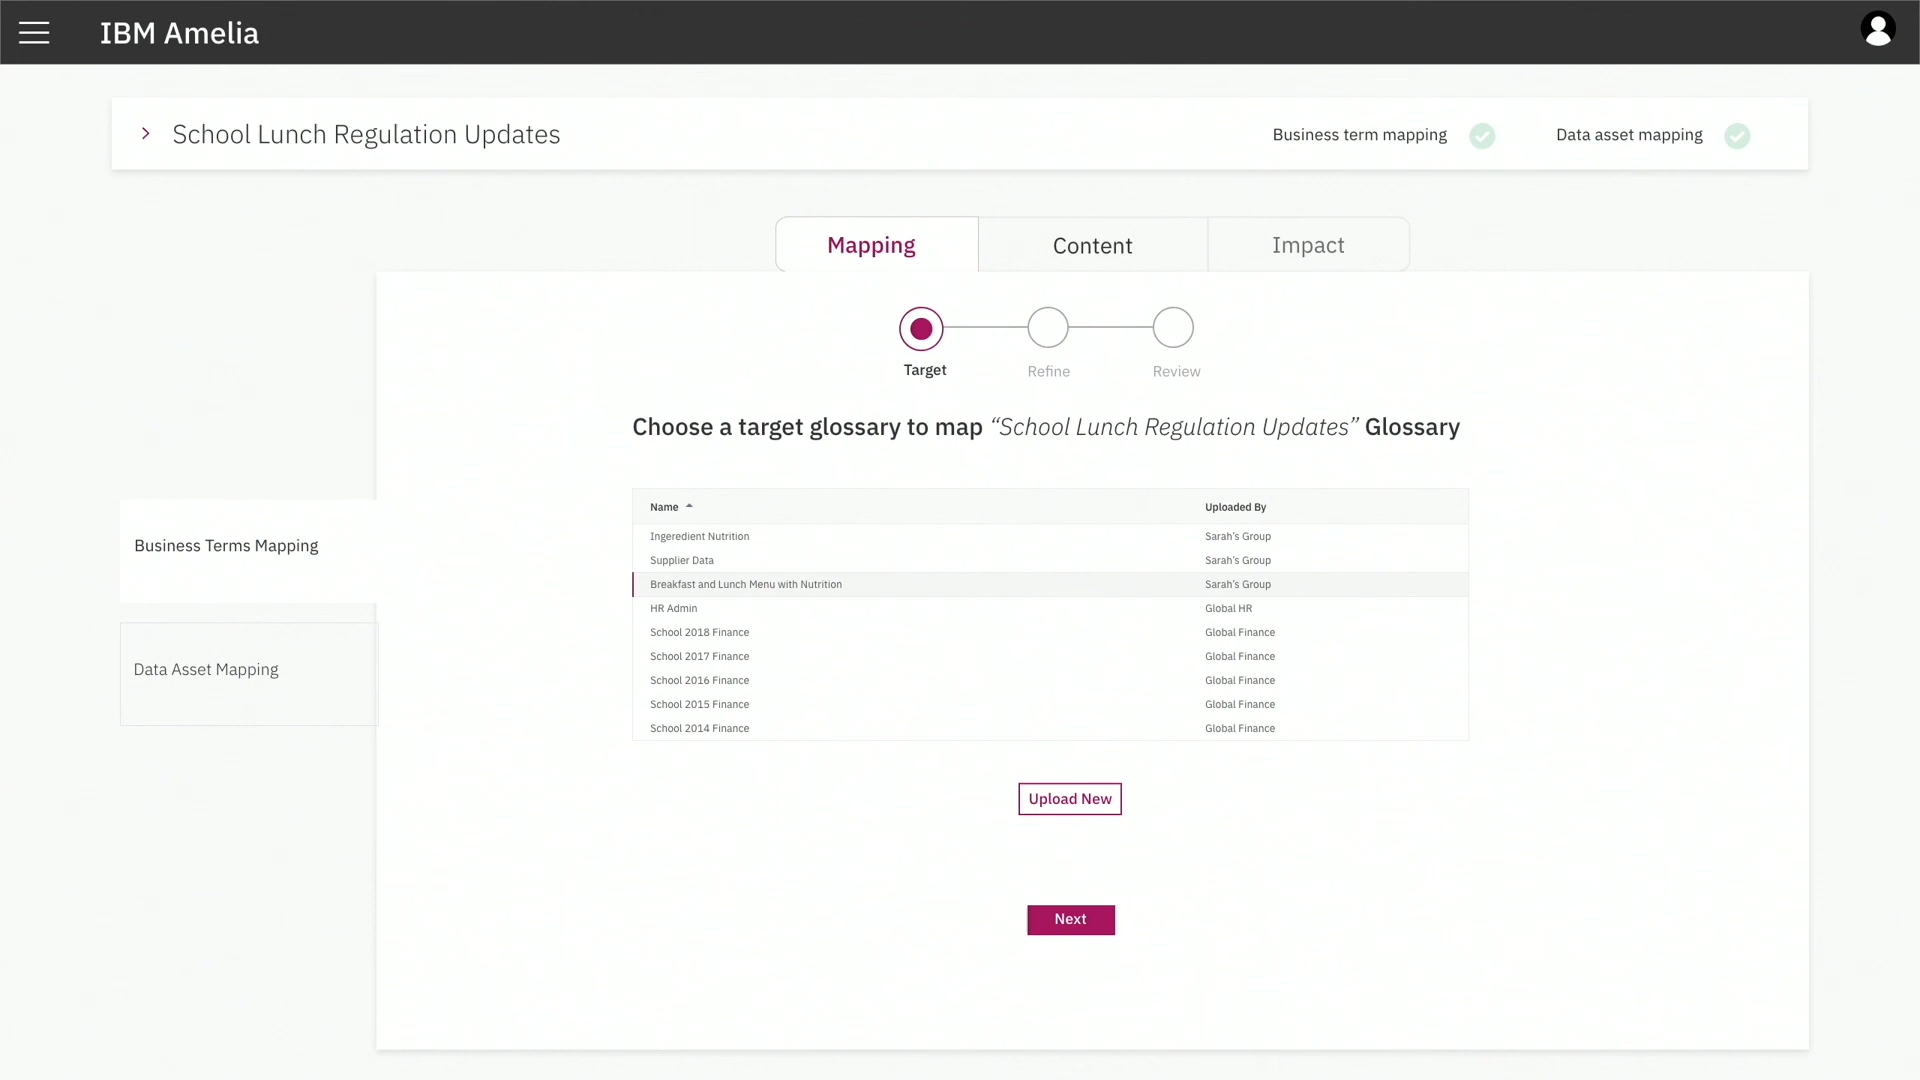 IBM Amelia
School Lunch Regulation Updates
Business term mapping
Data asset mapping
Mapping
Content
Impact
Target
Refine
Review
Choose a target glossary to map “School Lunch Regulation Updates” Glossary
Name
Uploaded By
Ingeredient Nutrition
Sarah’s Group
Supplier Data
Sarah’s Group
Breakfast and Lunch Menu with Nutrition
Sarah’s Group
HR Admin
Global HR
School 2018 Finance
Global Finance
School 2017 Finance
Global Finance
School 2016 Finance
Global Finance
School 2015 Finance
Global Finance
School 2014 Finance
Global Finance
Business Terms Mapping
Data Asset Mapping
Upload New
Next